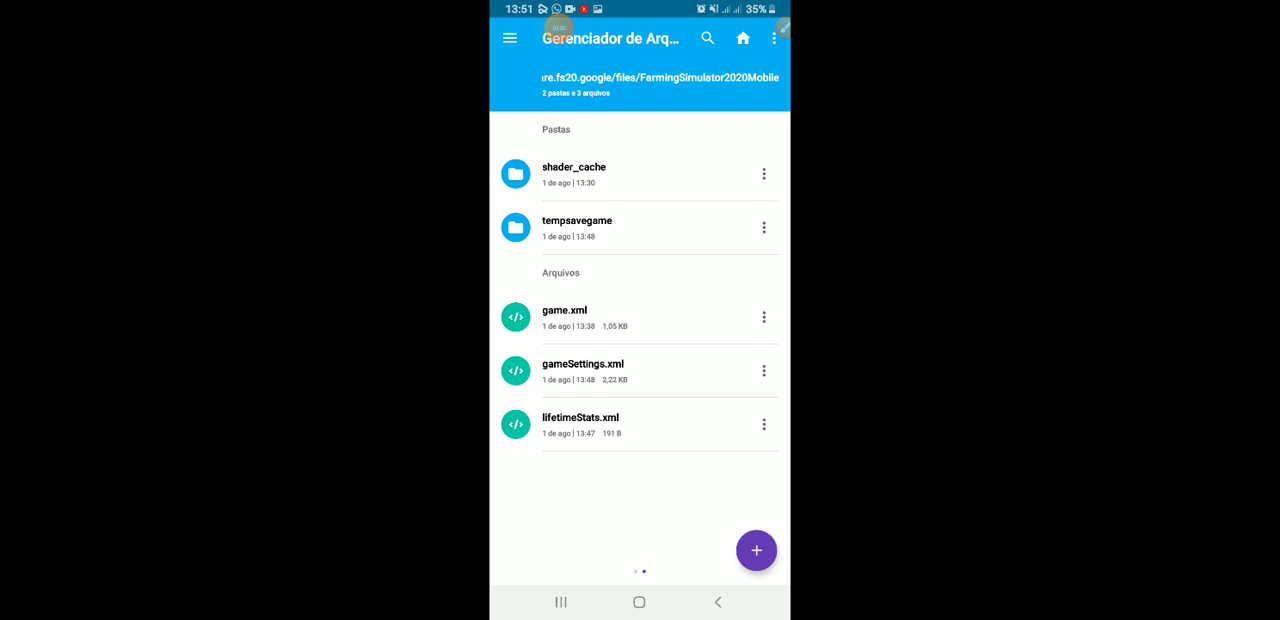 13:51
35%
Gerenciador de Arq...
ire.fs20.google/files/FarmingSimulator2020Mobile
2 pastas e 3 arquivos
Pastas
shader_cache
1 de ago | 13:30
tempsavegame
1 de ago | 13:48
Arquivos
game.xml
1 de ago | 13:38 1,05 KB
gameSettings.xml
1 de ago | 13:48 2,22 KB
lifetimeStats.xml
1 de ago | 13:47 191 B